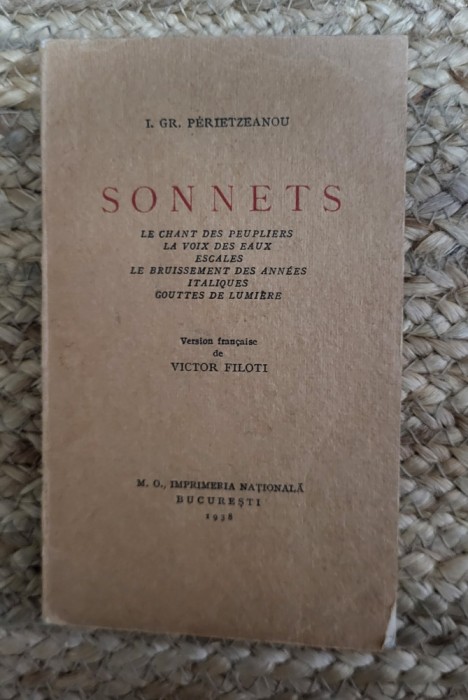 I. GR. PÉRIETZEANOU
SONNETS
LE CHANT DES PEUPLIERS
LA VOIX DES EAUX
ESCALES
LE BRUISSEMENT DES ANNÉES
ITALIQUES
GOUTTES DE LUMIÈRE
Version française
de
VICTOR FILOTI
M. O., IMPRIMERIA NAȚIONALĂ
BUCUREȘTI
1938